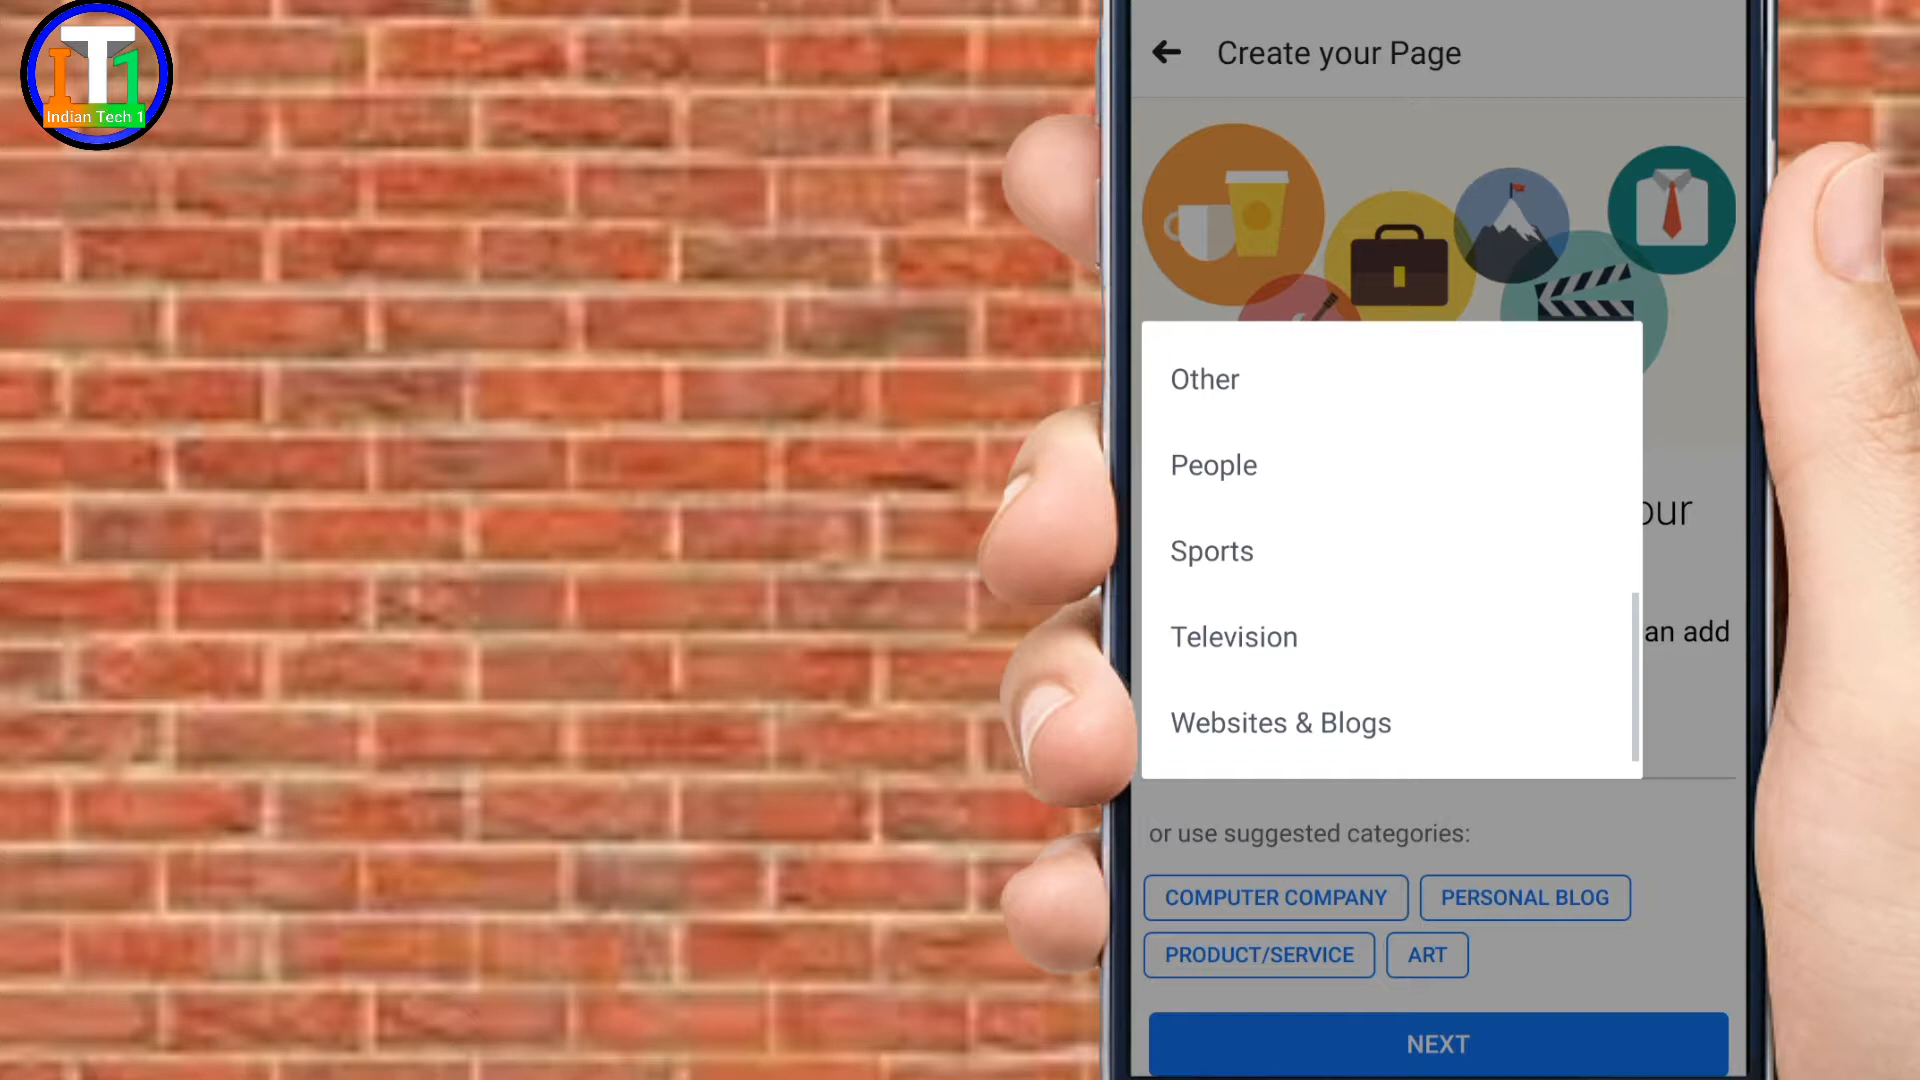 Indian Tech 1
Create your Page
Other
People
our
Sports
an add
Television
Websites & Blogs
or use suggested categories:
COMPUTER COMPANY PERSONAL BLOG
PRODUCT/SERVICE ART
NEXT